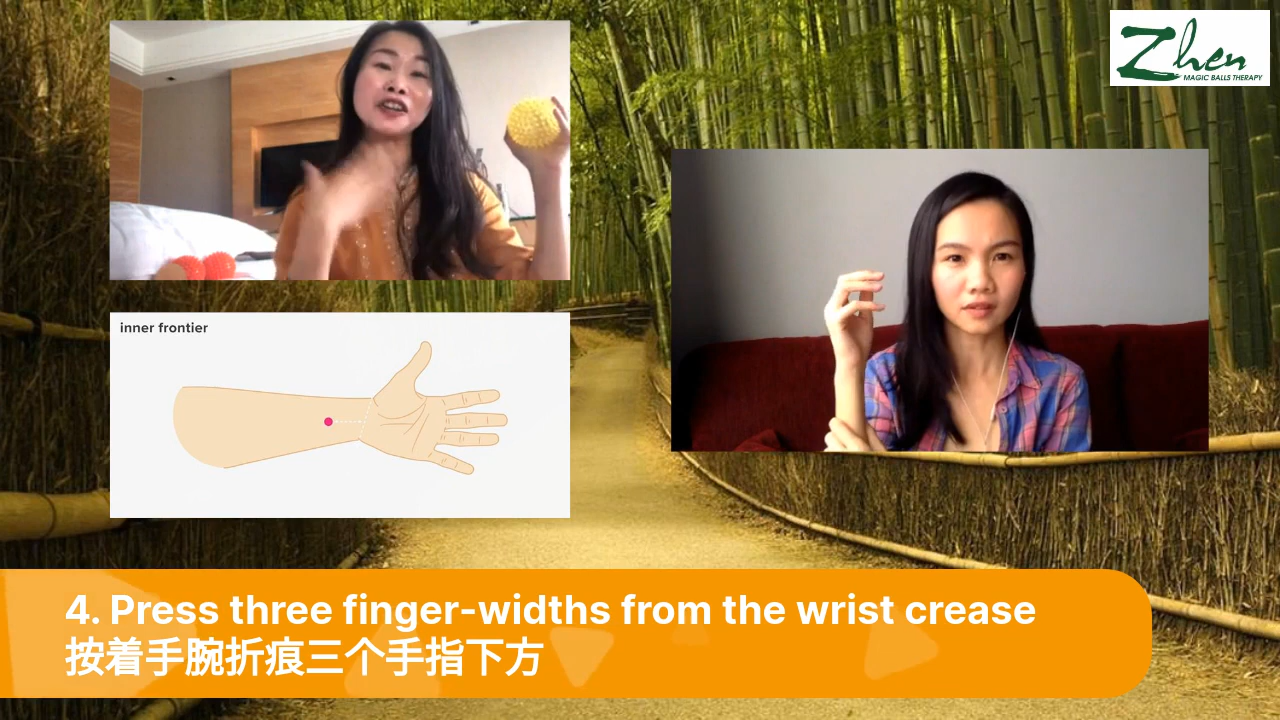 Zhen
MAGIC BALLS THERAPY
inner frontier
4. Press three finger-widths from the wrist crease
按着手腕折痕三个手指下方